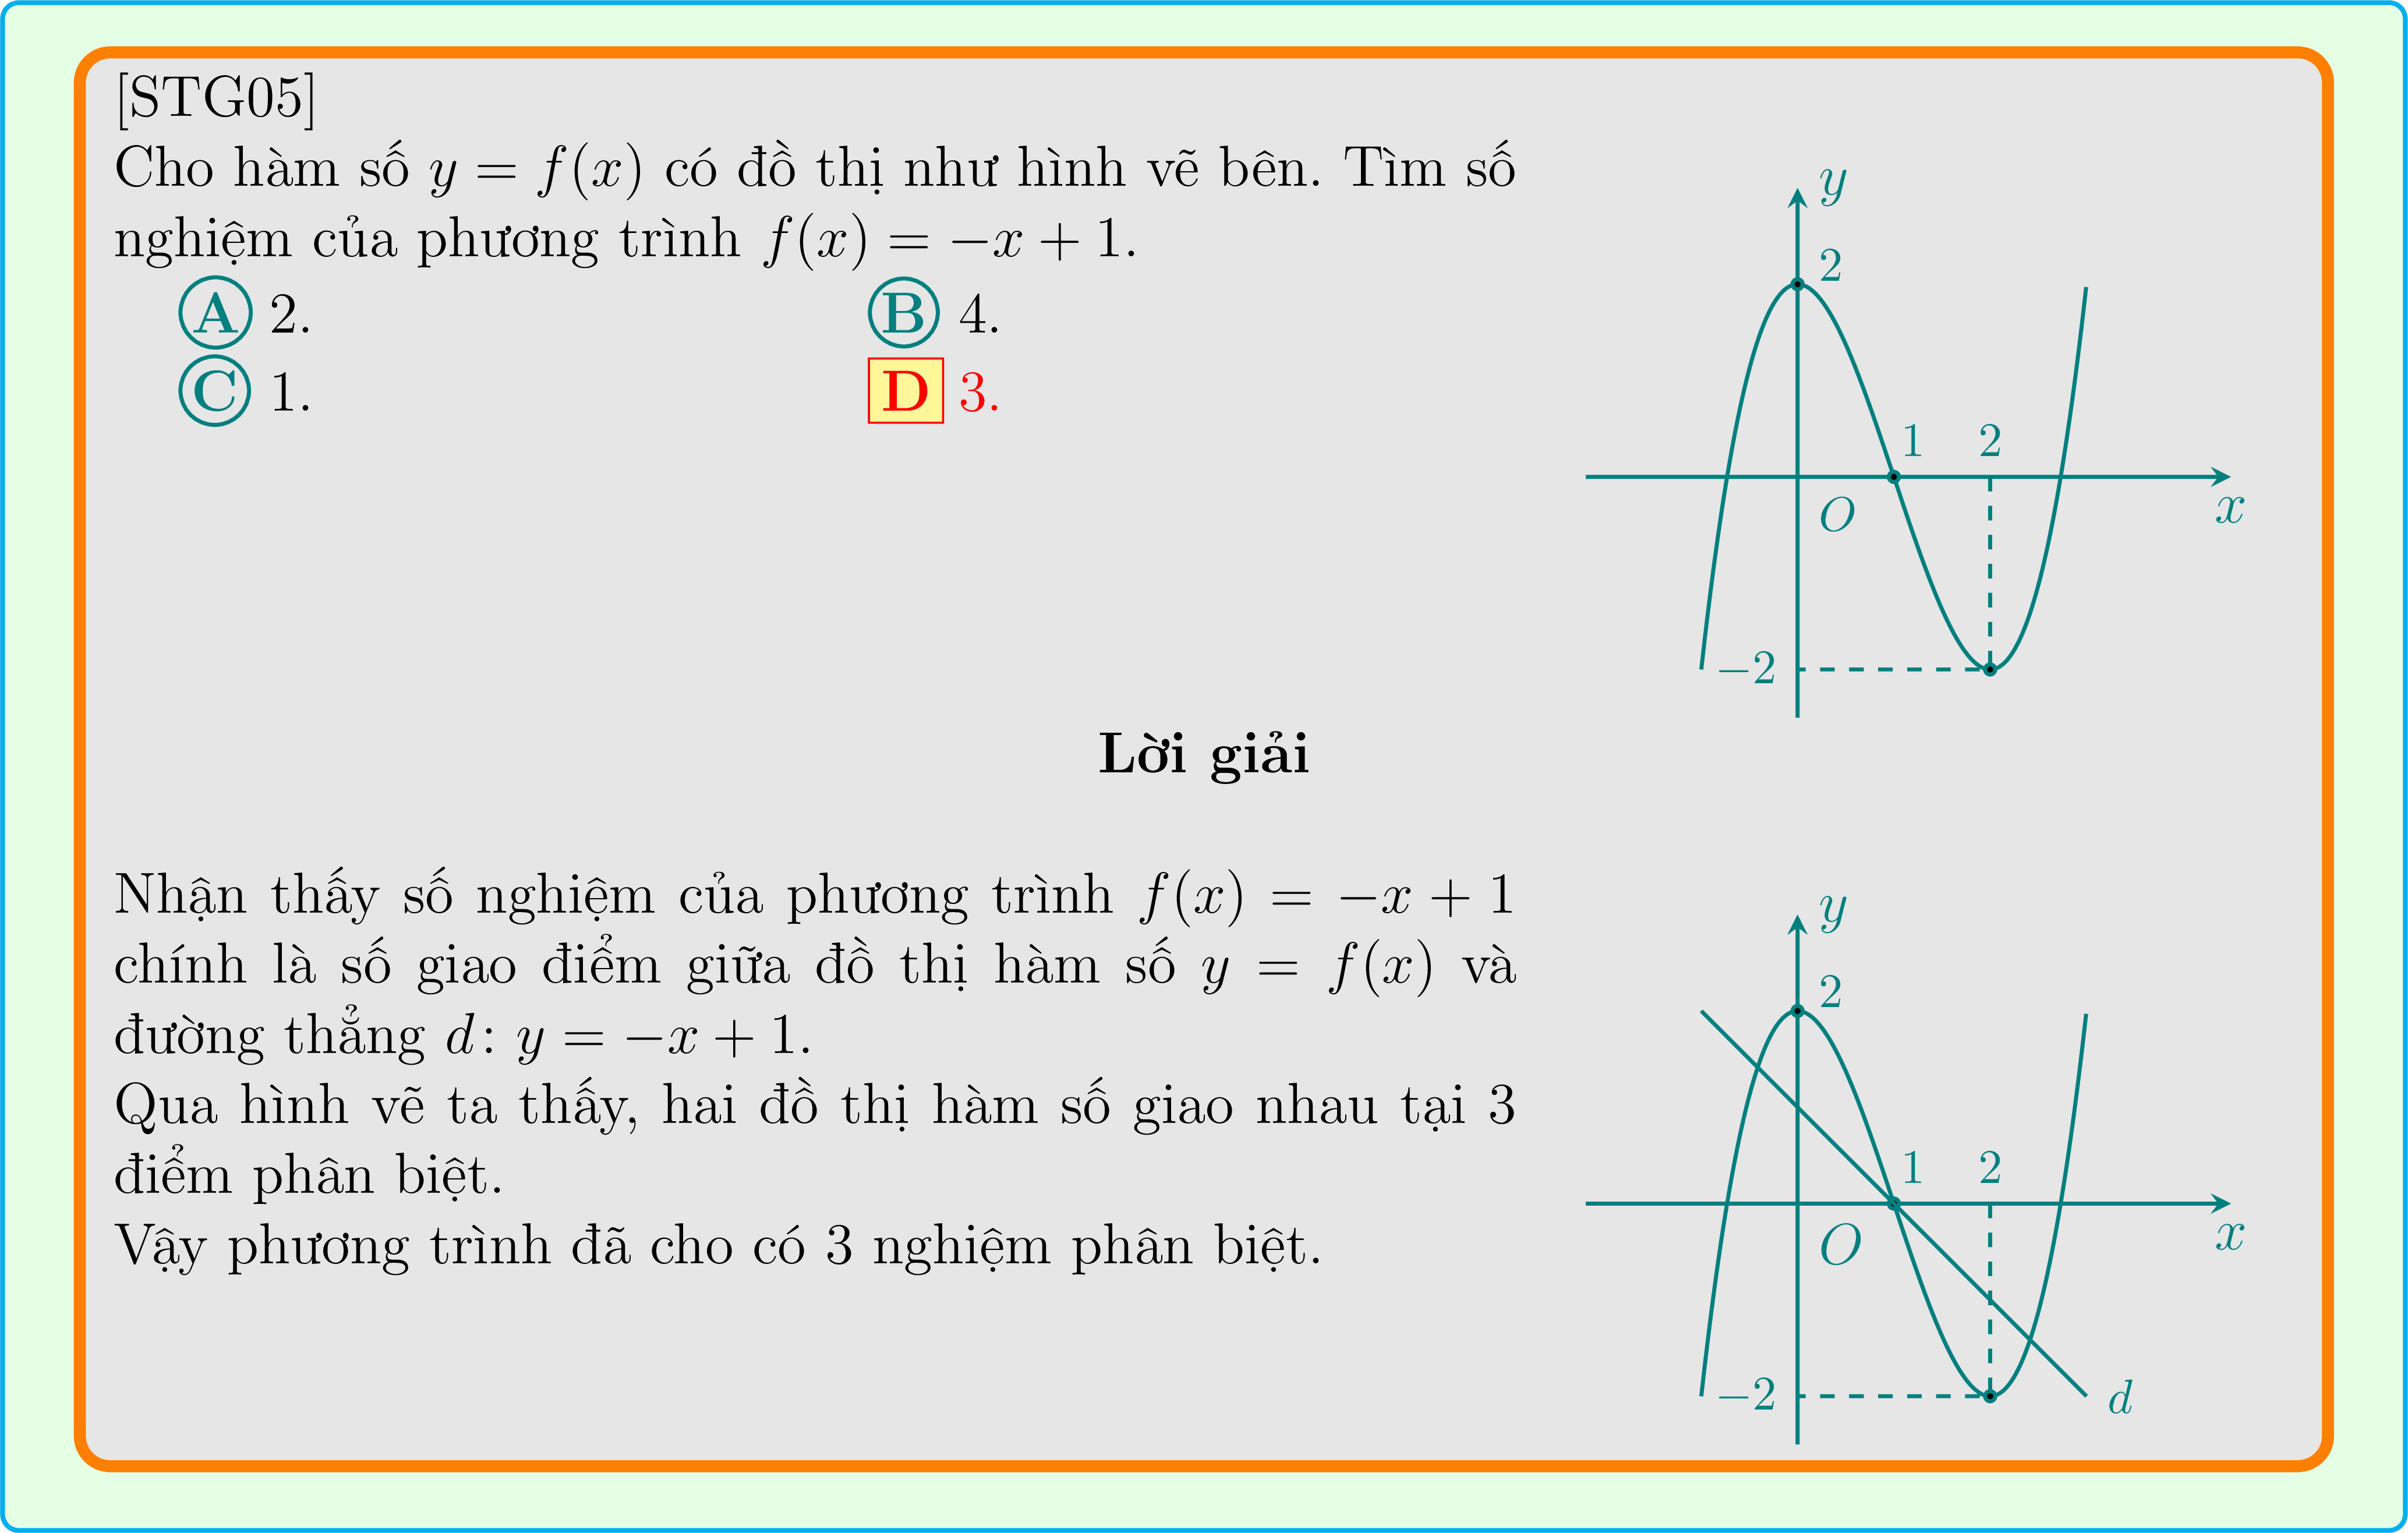 [STG05]
Cho hàm số y = f(x) có đồ thị như hình vẽ bên. Tìm số
nghiệm của phương trình f(x) = −x + 1.
A 2.
B 4.
C 1.
D 3.
y
2
1
2
O
x
−2
Lời giải
Nhận thấy số nghiệm của phương trình f(x) = −x + 1
chính là số giao điểm giữa đồ thị hàm số y = f(x) và
đường thẳng d: y = −x + 1.
Qua hình vẽ ta thấy, hai đồ thị hàm số giao nhau tại 3
điểm phân biệt.
Vậy phương trình đã cho có 3 nghiệm phân biệt.
y
2
1
2
O
x
−2
d